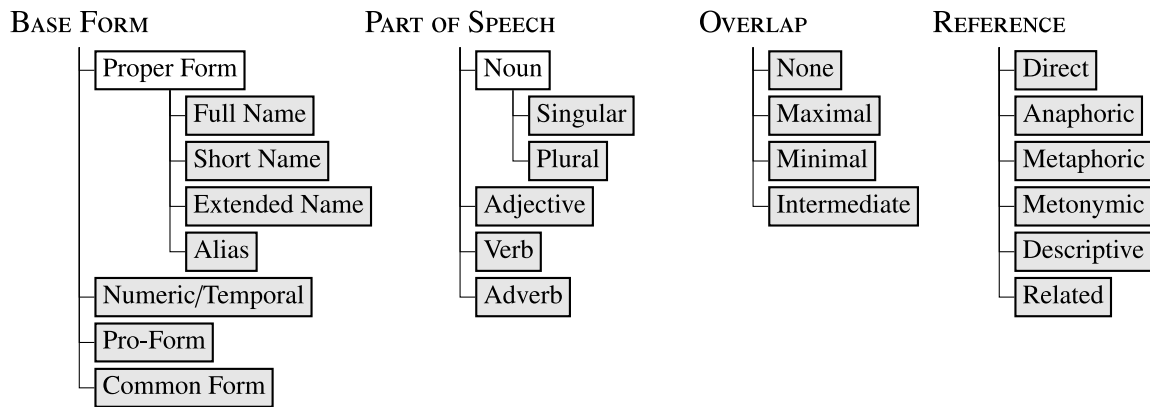 BASE FORM
Proper Form
Full Name
Short Name
Extended Name
Alias
Numeric/Temporal
Pro-Form
Common Form
PART OF SPEECH
Noun
Singular
Plural
Adjective
Verb
Adverb
OVERLAP
None
Maximal
Minimal
Intermediate
REFERENCE
Direct
Anaphoric
Metaphoric
Metonymic
Descriptive
Related